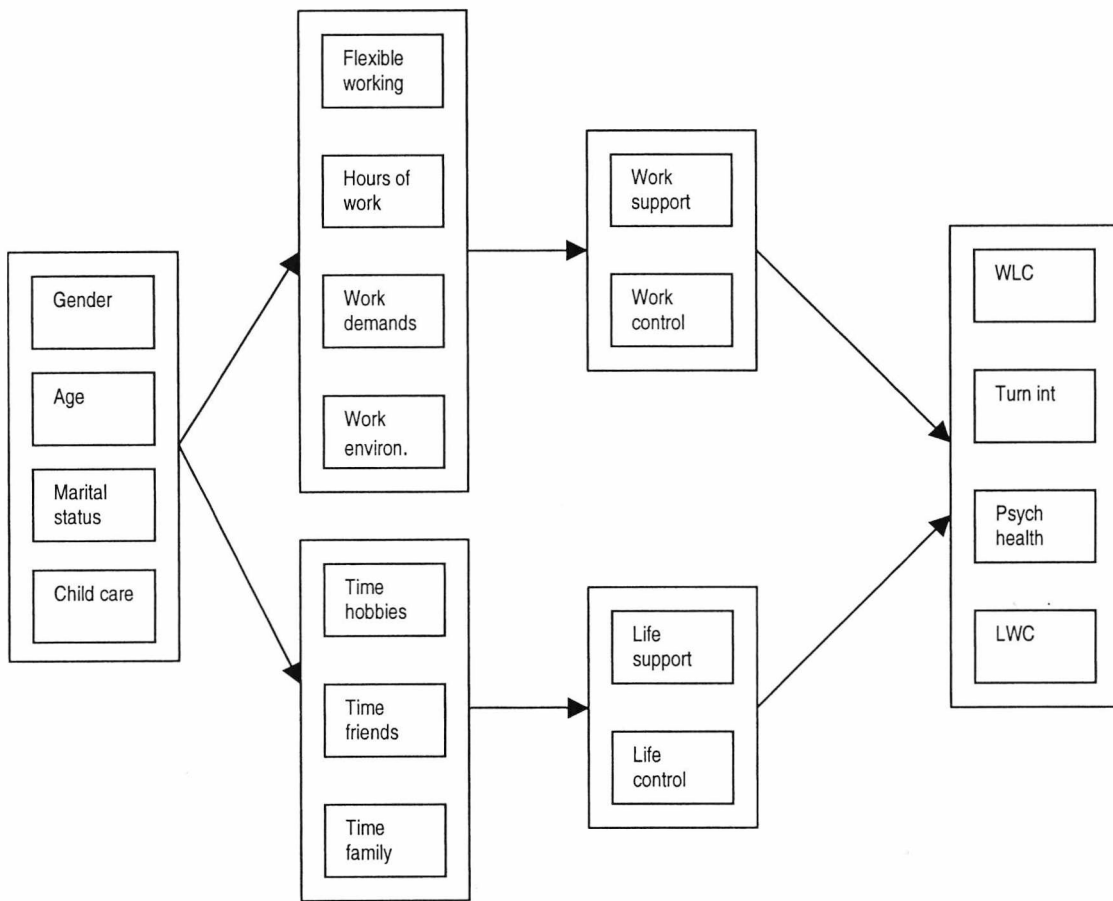 Gender
Age
Marital
status
Child care
Flexible
working
Hours of
work
Work
demands
Work
environ.
Time
hobbies
Time
friends
Time
family
Work
support
Work
control
Life
support
Life
control
WLC
Turn int
Psych
health
LWC